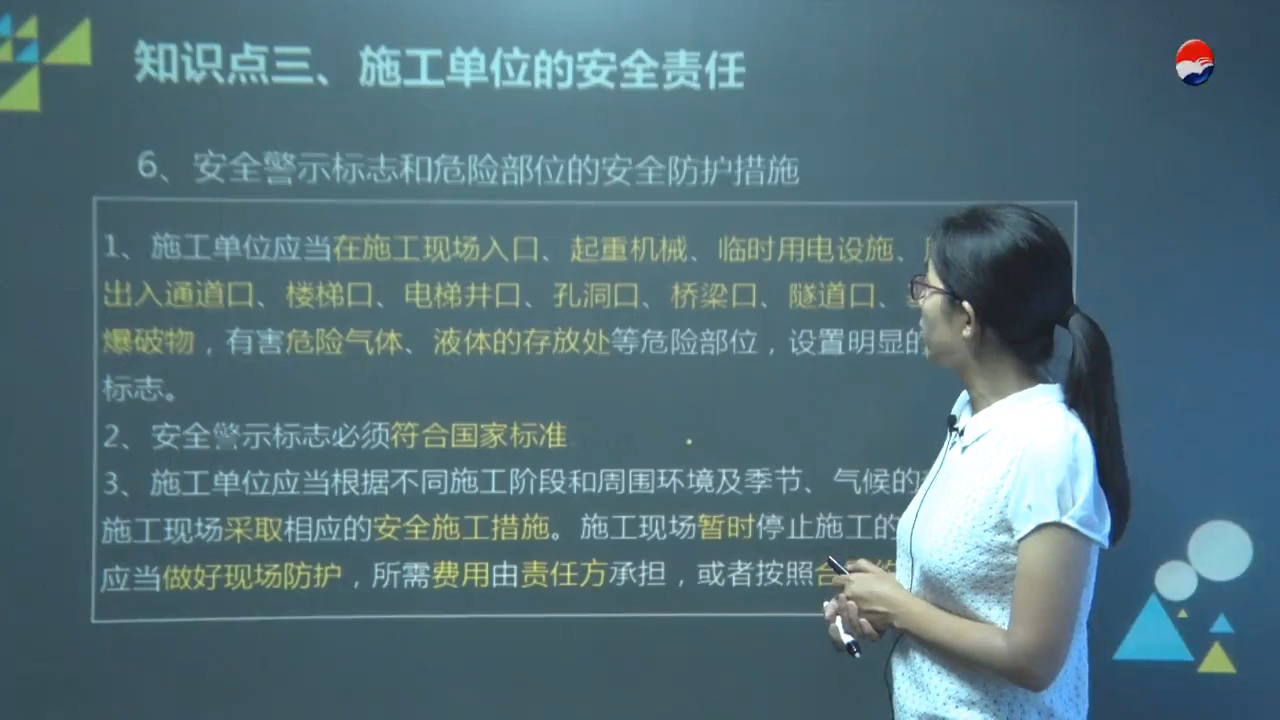 知识点三、施工单位的安全责任
6、安全警示标志和危险部位的安全防护措施
1、施工单位应当在施工现场入口、起重机械、临时用电设施、
出入通道口、楼梯口、电梯井口、孔洞口、桥梁口、隧道口、
爆破物，有害危险气体、液体的存放处等危险部位，设置明显的
标志。
2、安全警示标志必须符合国家标准
3、施工单位应当根据不同施工阶段和周围环境及季节、气候的
施工现场采取相应的安全施工措施。施工现场暂时停止施工的
应当做好现场防护，所需费用由责任方承担，或者按照合